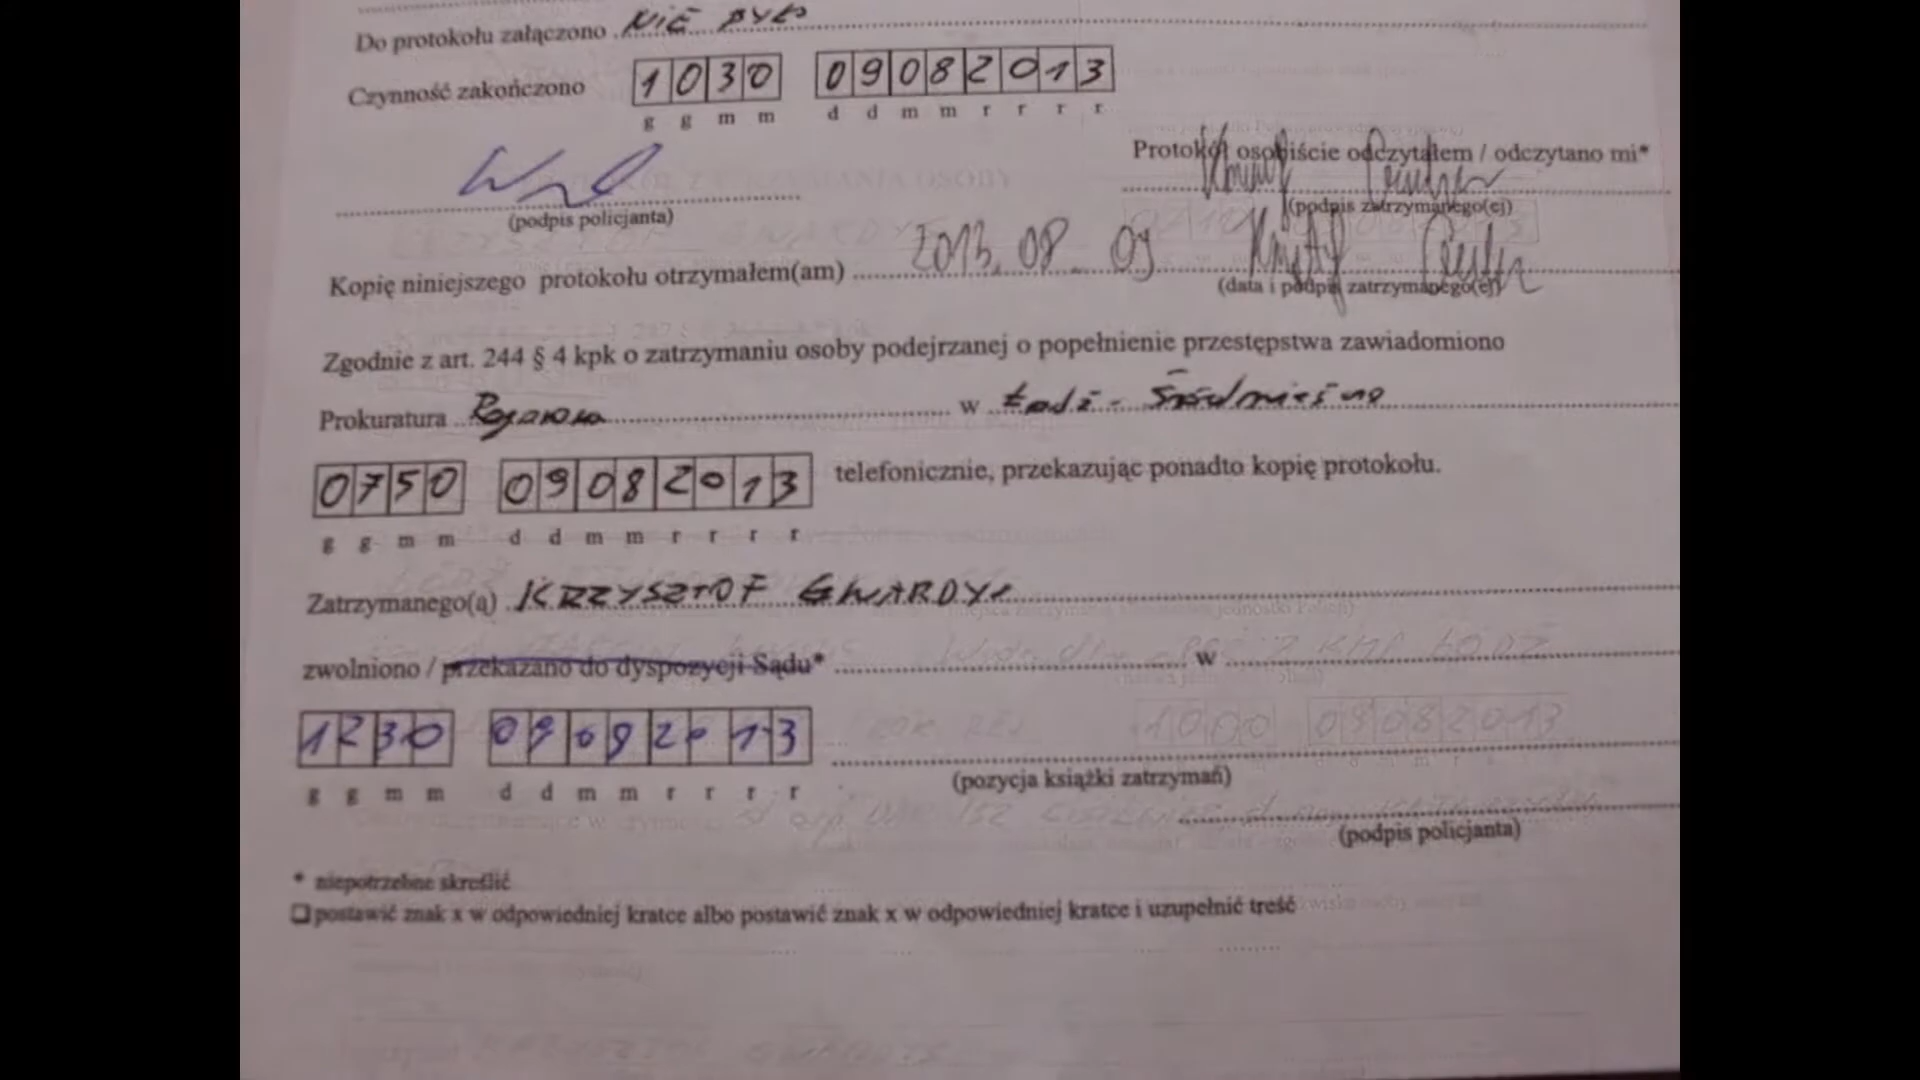 Do protokołu załączono NIE BYŁO
Czynność zakończono 1030 09082013
g g m m d d m m r r r r
Protokół osobiście odczytałem / odczytano mi*
(podpis policjanta)
(podpis zatrzymanego(ej)
Kopię niniejszego protokołu otrzymałem(am) 2013.08.09
(data i podpis zatrzymanego(ej)
Zgodnie z art. 244 § 4 kpk o zatrzymaniu osoby podejrzanej o popełnienie przestępstwa zawiadomiono
Prokuratura Rejonowa w Łodź - Śródmieście
0750 09082013 telefonicznie, przekazując ponadto kopię protokołu.
g g m m d d m m r r r r
Zatrzymanego(ą) KRZYSZTOF GWARDYS
zwolniono / przekazano do dyspozycji Sądu* w
1230 09082013
g g m m d d m m r r r r
(pozycja książki zatrzymań)
(podpis policjanta)
* niepotrzebne skreślić
❑ postawić znak x w odpowiedniej kratce albo postawić znak x w odpowiedniej kratce i uzupełnić treść